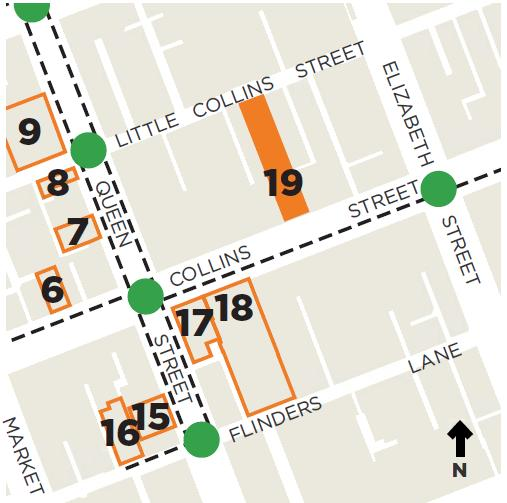 LITTLE COLLINS STREET
ELIZABETH STREET
9
8
QUEEN STREET
7
19
6
COLLINS STREET
17
18
15
16
FLINDERS LANE
MARKET
N